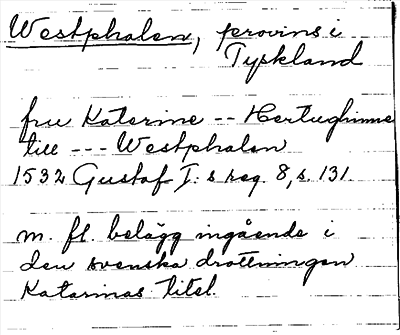 Westphalen, provins i
Tyskland
fru Katerine -- Hertughinne
till --- Westphalen
1532 Gustaf I:s reg. 8, s. 131.
m. fl. belägg ingående i
den svenska drottningen
Katarinas titel.